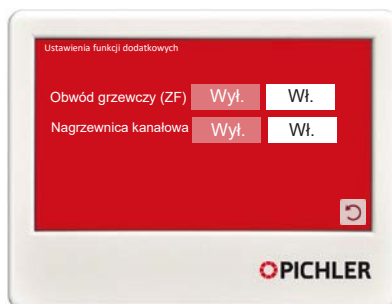 Ustawienia funkcji dodatkowych
Obwód grzewczy (ZF) Wył. Wł.
Nagrzewnica kanałowa Wył. Wł.
PICHLER